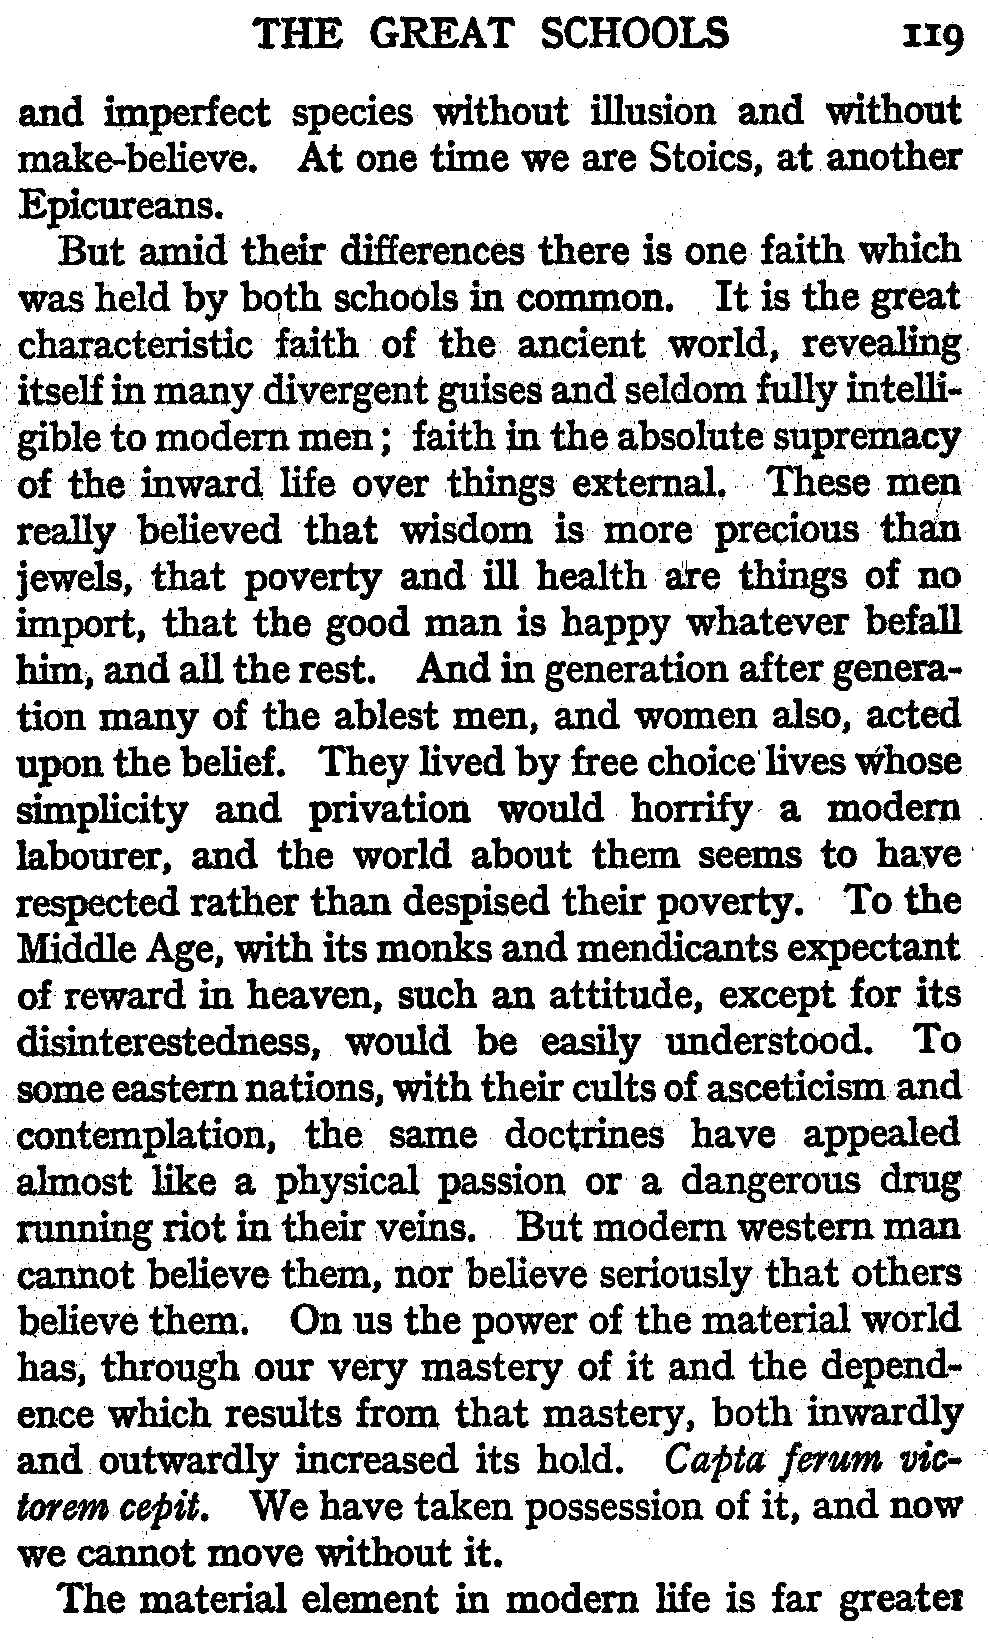 THE GREAT SCHOOLS 119
and imperfect species without illusion and without
make-believe. At one time we are Stoics, at another
Epicureans.
But amid their differences there is one faith which
was held by both schools in common. It is the great
characteristic faith of the ancient world, revealing
itself in many divergent guises and seldom fully intelli-
gible to modern men; faith in the absolute supremacy
of the inward life over things external. These men
really believed that wisdom is more precious than
jewels, that poverty and ill health are things of no
import, that the good man is happy whatever befall
him, and all the rest. And in generation after genera-
tion many of the ablest men, and women also, acted
upon the belief. They lived by free choice lives whose
simplicity and privation would horrify a modern
labourer, and the world about them seems to have
respected rather than despised their poverty. To the
Middle Age, with its monks and mendicants expectant
of reward in heaven, such an attitude, except for its
disinterestedness, would be easily understood. To
some eastern nations, with their cults of asceticism and
contemplation, the same doctrines have appealed
almost like a physical passion or a dangerous drug
running riot in their veins. But modern western man
cannot believe them, nor believe seriously that others
believe them. On us the power of the material world
has, through our very mastery of it and the depend-
ence which results from that mastery, both inwardly
and outwardly increased its hold. Capta ferum vic-
torem cepit. We have taken possession of it, and now
we cannot move without it.
The material element in modern life is far greater